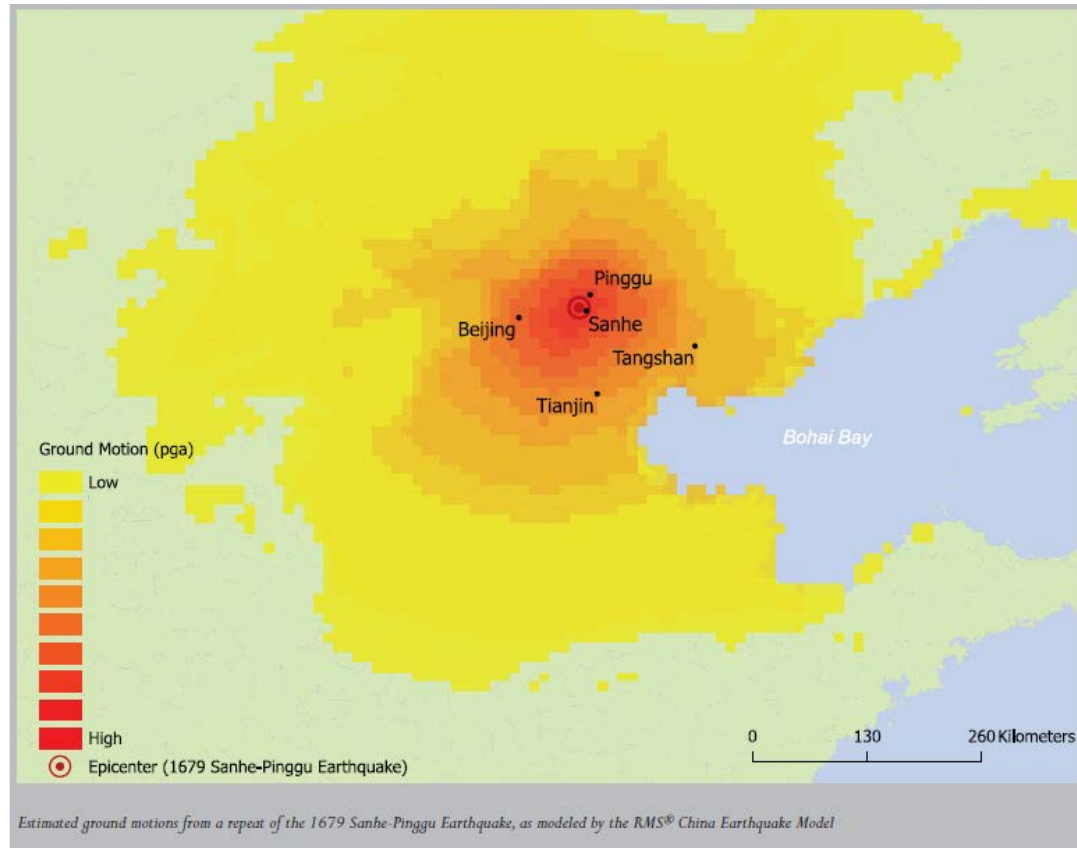 Pinggu
Beijing
Sanhe
Tangshan
Tianjin
Bohai Bay
Ground Motion (pga)
Low
High
Epicenter (1679 Sanhe-Pinggu Earthquake)
0 130 260 Kilometers
Estimated ground motions from a repeat of the 1679 Sanhe-Pinggu Earthquake, as modeled by the RMS® China Earthquake Model